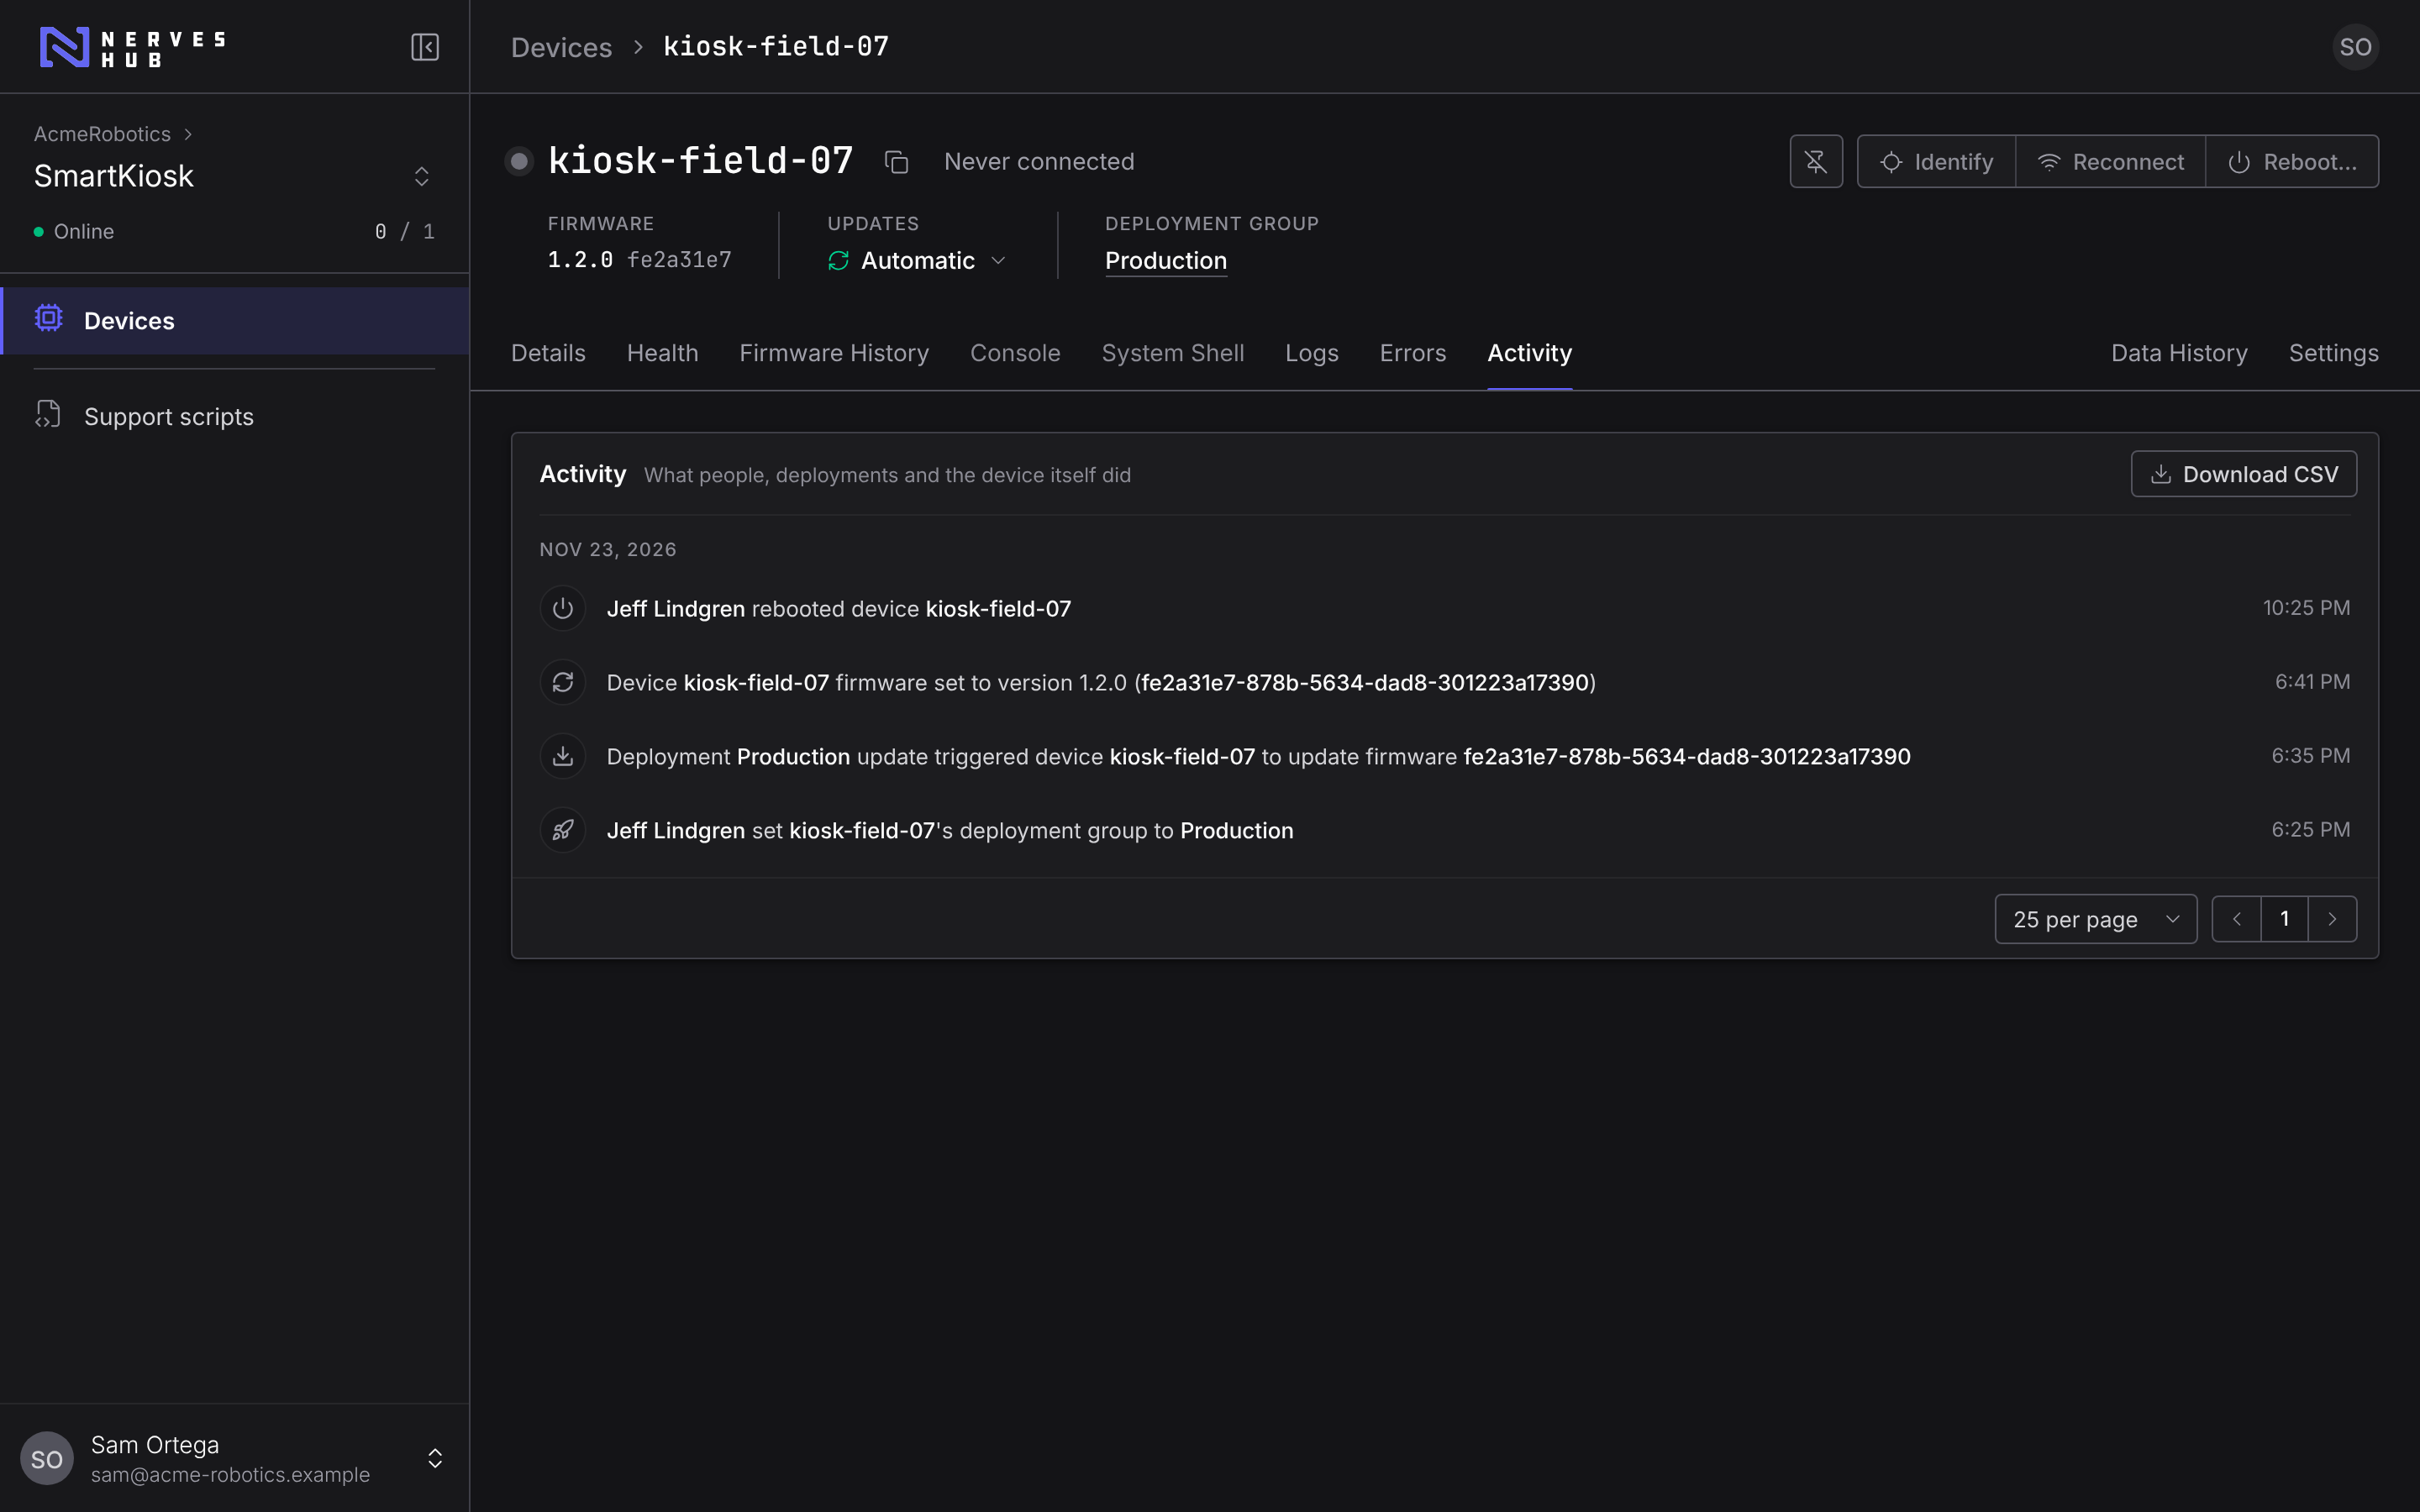 NERVES
HUB
Devices > kiosk-field-07
SO
AcmeRobotics >
SmartKiosk
Online 0 / 1
Devices
Support scripts
kiosk-field-07 Never connected
Identify Reconnect Reboot...
FIRMWARE UPDATES DEPLOYMENT GROUP
1.2.0 fe2a31e7 Automatic Production
Details Health Firmware History Console System Shell Logs Errors Activity Data History Settings
Activity What people, deployments and the device itself did Download CSV
NOV 23, 2026
Jeff Lindgren rebooted device kiosk-field-07 10:25 PM
Device kiosk-field-07 firmware set to version 1.2.0 (fe2a31e7-878b-5634-dad8-301223a17390) 6:41 PM
Deployment Production update triggered device kiosk-field-07 to update firmware fe2a31e7-878b-5634-dad8-301223a17390 6:35 PM
Jeff Lindgren set kiosk-field-07's deployment group to Production 6:25 PM
25 per page 1
SO
Sam Ortega
sam@acme-robotics.example